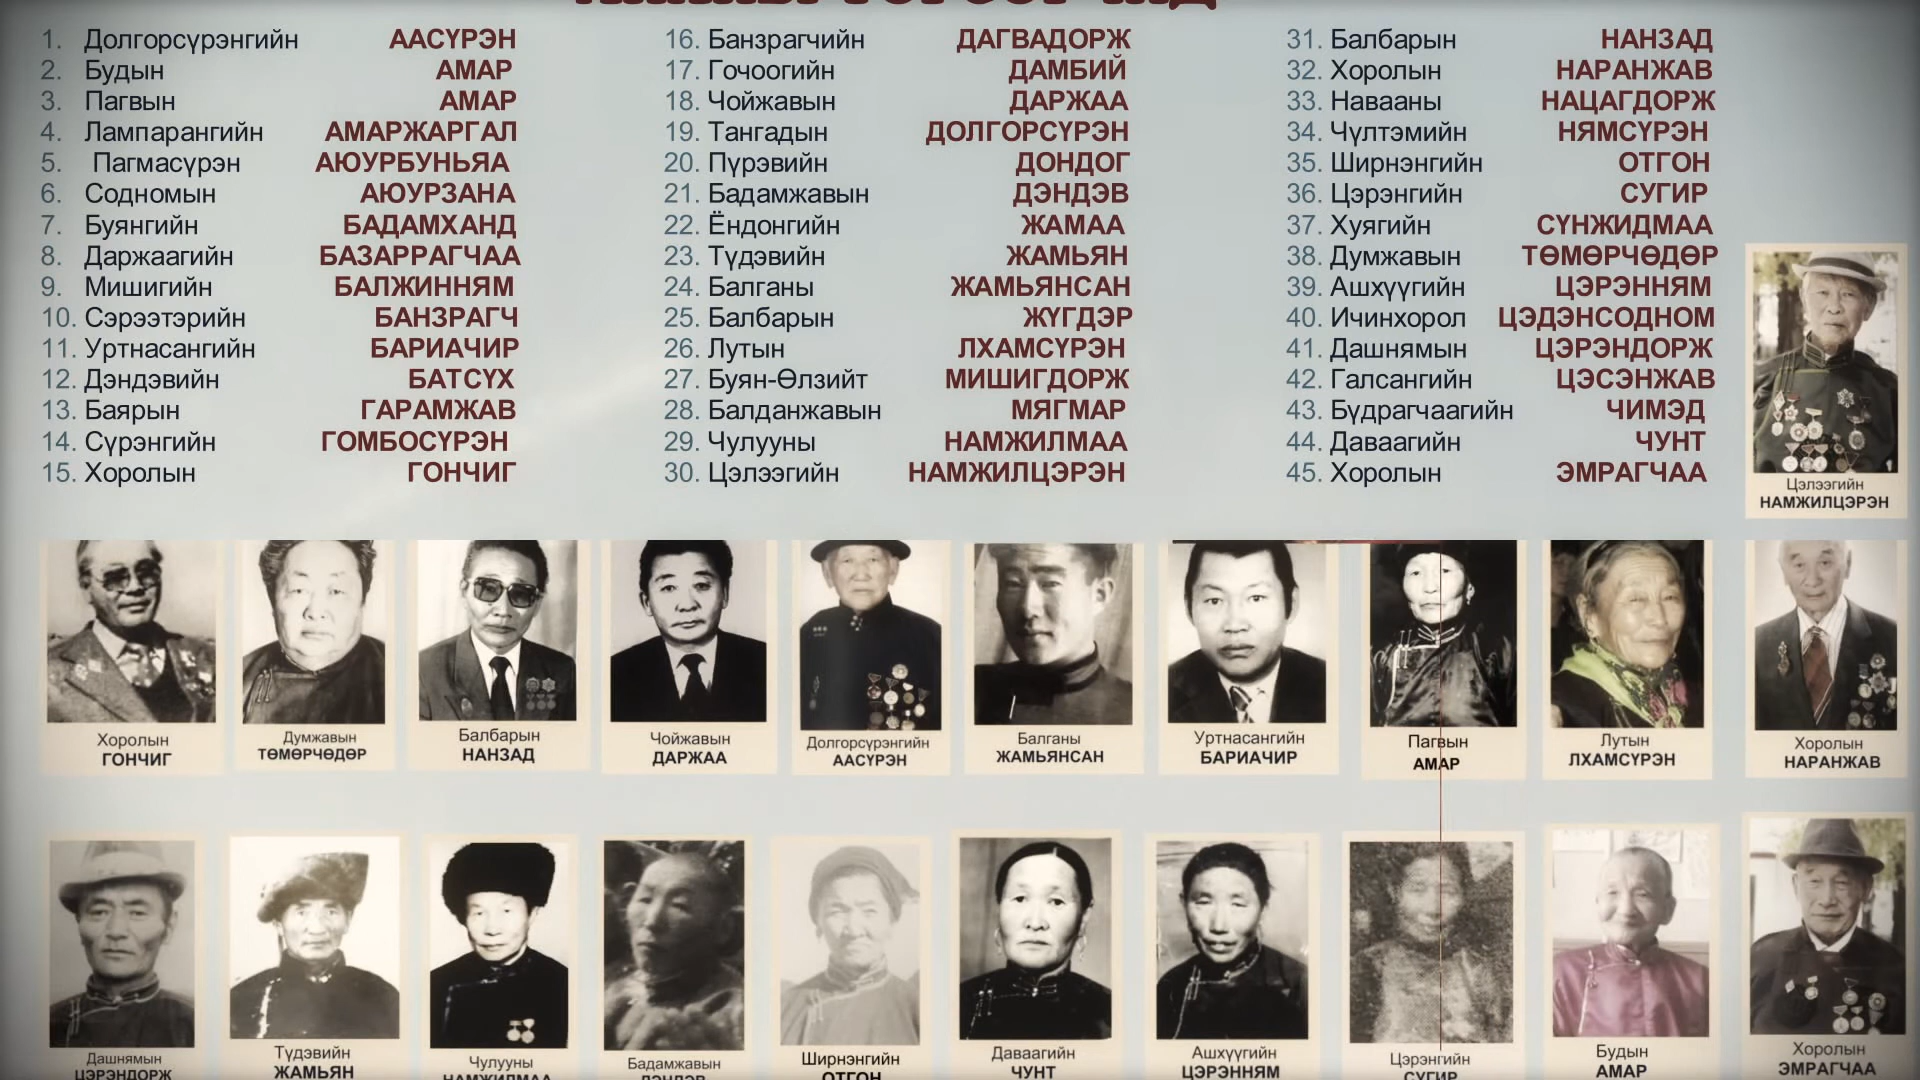 1. Долгорсүрэнгийн ААСҮРЭН
2. Будын АМАР
3. Пагвын АМАР
4. Лампарангийн АМАРЖАРГАЛ
5. Пагмасүрэн АЮУРБУНЬЯА
6. Содномын АЮУРЗАНА
7. Буянгийн БАДАМХАНД
8. Даржаагийн БАЗАРРАГЧАА
9. Мишигийн БАЛЖИННЯМ
10. Сэрээтэрийн БАНЗРАГЧ
11. Уртнасангийн БАРИАЧИР
12. Дэндэвийн БАТСҮХ
13. Баярын ГАРАМЖАВ
14. Сүрэнгийн ГОМБОСҮРЭН
15. Хоролын ГОНЧИГ
16. Банзрагчийн ДАГВАДОРЖ
17. Гочоогийн ДАМБИЙ
18. Чойжавын ДАРЖАА
19. Тангадын ДОЛГОРСҮРЭН
20. Пүрэвийн ДОНДОГ
21. Бадамжавын ДЭНДЭВ
22. Ёндонгийн ЖАМАА
23. Түдэвийн ЖАМЬЯН
24. Балганы ЖАМЬЯНСАН
25. Балбарын ЖҮГДЭР
26. Лутын ЛХАМСҮРЭН
27. Буян-Өлзийт МИШИГДОРЖ
28. Балданжавын МЯГМАР
29. Чулууны НАМЖИЛМАА
30. Цэлээгийн НАМЖИЛЦЭРЭН
31. Балбарын НАНЗАД
32. Хоролын НАРАНЖАВ
33. Наваа­ны НАЦАГДОРЖ
34. Чүлтэмийн НЯМСҮРЭН
35. Ширнэнгийн ОТГОН
36. Цэрэнгийн СУГИР
37. Хуягийн СҮНЖИДМАА
38. Думжавын ТӨМӨРЧӨДӨР
39. Ашхүүгийн ЦЭРЭННЯМ
40. Ичинхорол ЦЭДЭНСОДНОМ
41. Дашнямын ЦЭРЭНДОРЖ
42. Галсангийн ЦЭСЭНЖАВ
43. Бүдрагчаагийн ЧИМЭД
44. Даваагийн ЧУНТ
45. Хоролын ЭМРАГЧАА
Цэлээгийн
НАМЖИЛЦЭРЭН
Хоролын
ГОНЧИГ
Думжавын
ТӨМӨРЧӨДӨР
Балбарын
НАНЗАД
Чойжавын
ДАРЖАА
Долгорсүрэнгийн
ААСҮРЭН
Балганы
ЖАМЬЯНСАН
Уртнасангийн
БАРИАЧИР
Пагвын
АМАР
Лутын
ЛХАМСҮРЭН
Хоролын
НАРАНЖАВ
Дашнямын
ЦЭРЭНДОРЖ
Түдэвийн
ЖАМЬЯН
Чулууны
НАМЖИЛМАА
Бадамжавын
ДЭНДЭВ
Ширнэнгийн
ОТГОН
Даваагийн
ЧУНТ
Ашхүүгийн
ЦЭРЭННЯМ
Цэрэнгийн
СУГИР
Будын
АМАР
Хоролын
ЭМРАГЧАА